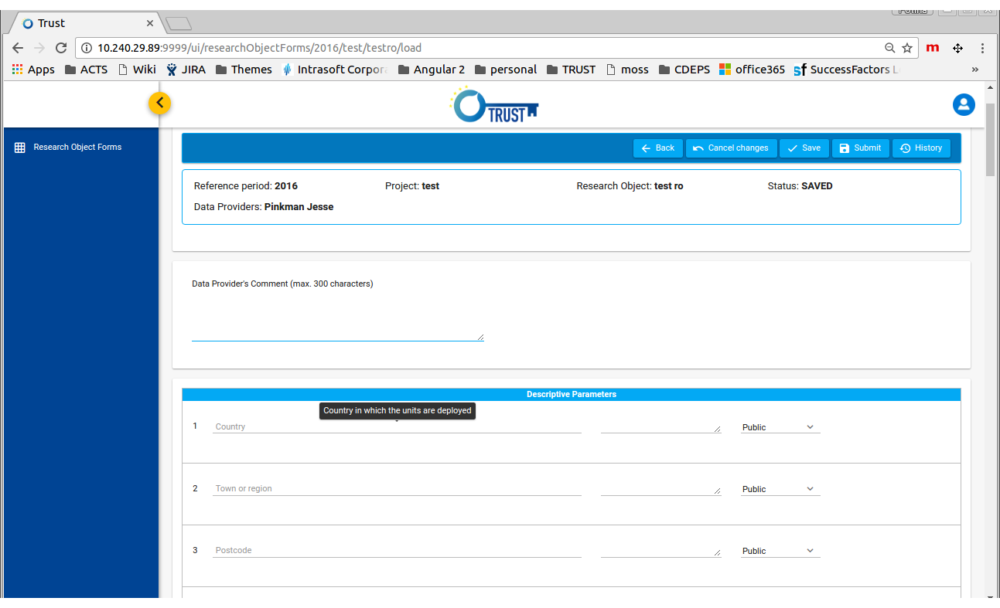 Trust
10.240.29.89:9999/ui/researchObjectForms/2016/test/testro/load
m
Apps ACTS Wiki JIRA Themes Intrasoft Corpor Angular 2 personal TRUST moss CDEPS office365 SuccessFactors L »
TRUST
Research Object Forms
Back Cancel changes Save Submit History
Reference period: 2016 Project: test Research Object: test ro Status: SAVED
Data Providers: Pinkman Jesse
Data Provider's Comment (max. 300 characters)
Descriptive Parameters
Country in which the units are deployed
1 Country Public
2 Town or region Public
3 Postcode Public